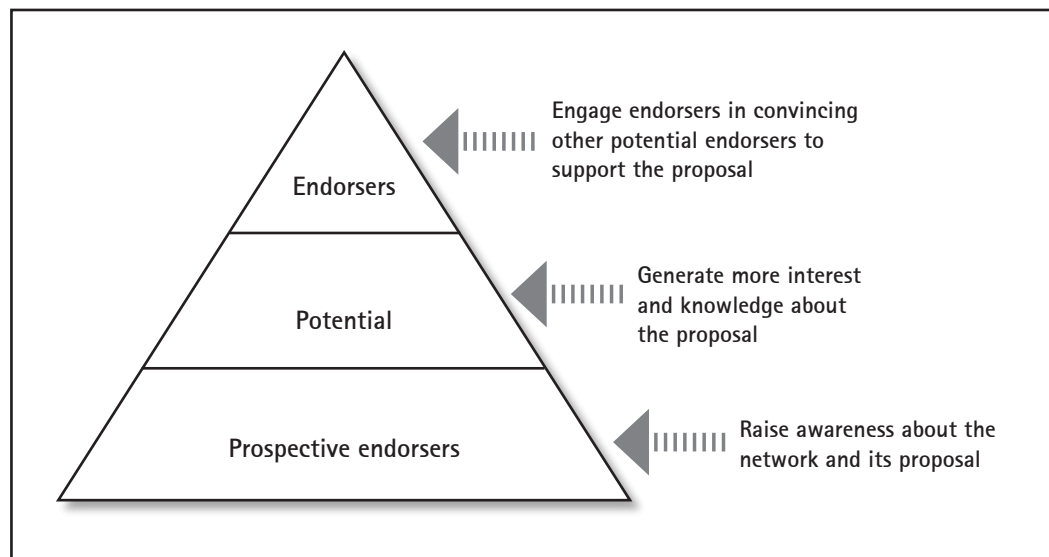 Engage endorsers in convincing
other potential endorsers to
support the proposal
Endorsers
Generate more interest
and knowledge about
the proposal
Potential
Raise awareness about the
network and its proposal
Prospective endorsers